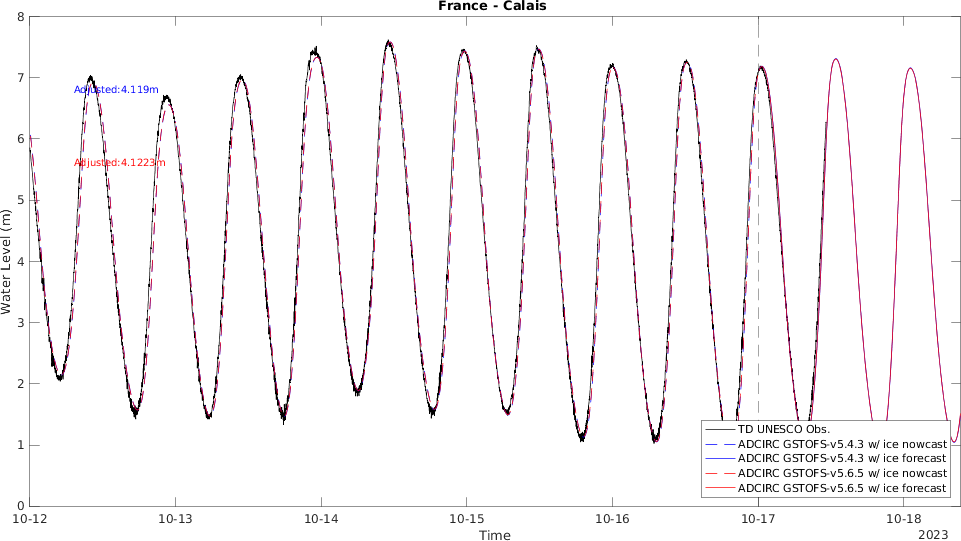 France - Calais
8
7
6
5
4
3
2
1
0
Water Level (m)
Adjusted:4.119m
Adjusted:4.1223m
TD UNESCO Obs.
ADCIRC GSTOFS-v5.4.3 w/ ice nowcast
ADCIRC GSTOFS-v5.4.3 w/ ice forecast
ADCIRC GSTOFS-v5.6.5 w/ ice nowcast
ADCIRC GSTOFS-v5.6.5 w/ ice forecast
10-12 10-13 10-14 10-15 10-16 10-17 10-18
Time
2023